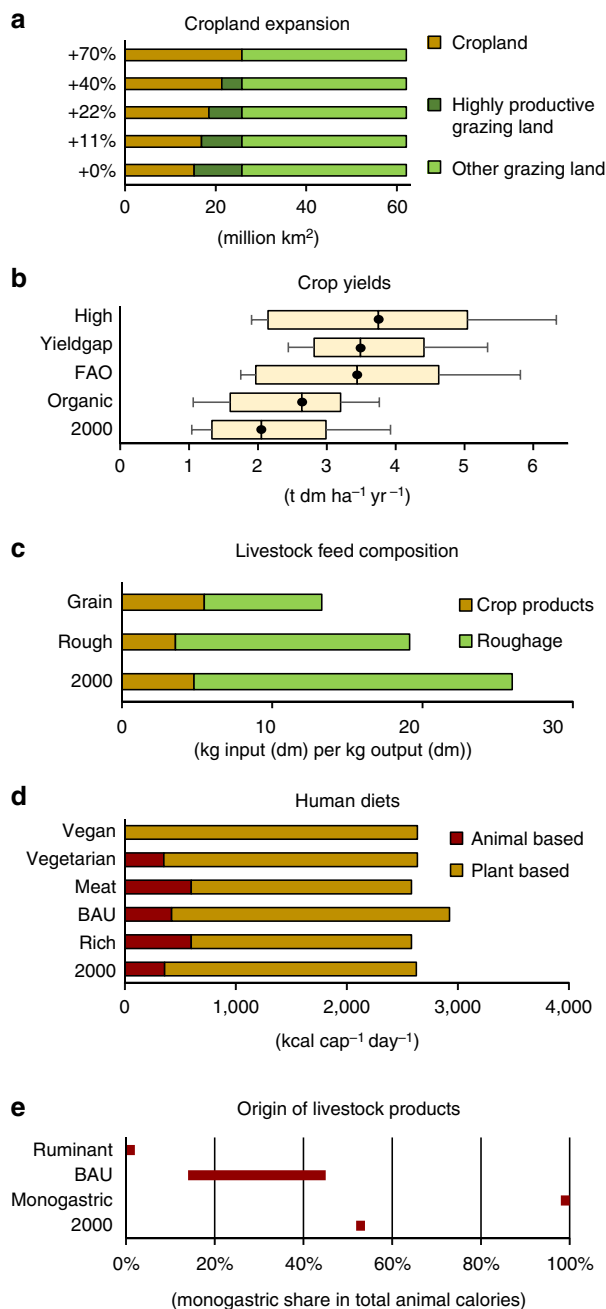 a
Cropland expansion
+70%
+40%
+22%
+11%
+0%
0 20 40 60
(million km²)
Cropland
Highly productive
grazing land
Other grazing land
b
Crop yields
High
Yieldgap
FAO
Organic
2000
0 1 2 3 4 5 6
(t dm ha⁻¹ yr⁻¹)
c
Livestock feed composition
Grain
Rough
2000
Crop products
Roughage
0 10 20 30
(kg input (dm) per kg output (dm))
d
Human diets
Vegan
Vegetarian
Meat
BAU
Rich
2000
Animal based
Plant based
0 1,000 2,000 3,000 4,000
(kcal cap⁻¹ day⁻¹)
e
Origin of livestock products
Ruminant
BAU
Monogastric
2000
0% 20% 40% 60% 80% 100%
(monogastric share in total animal calories)